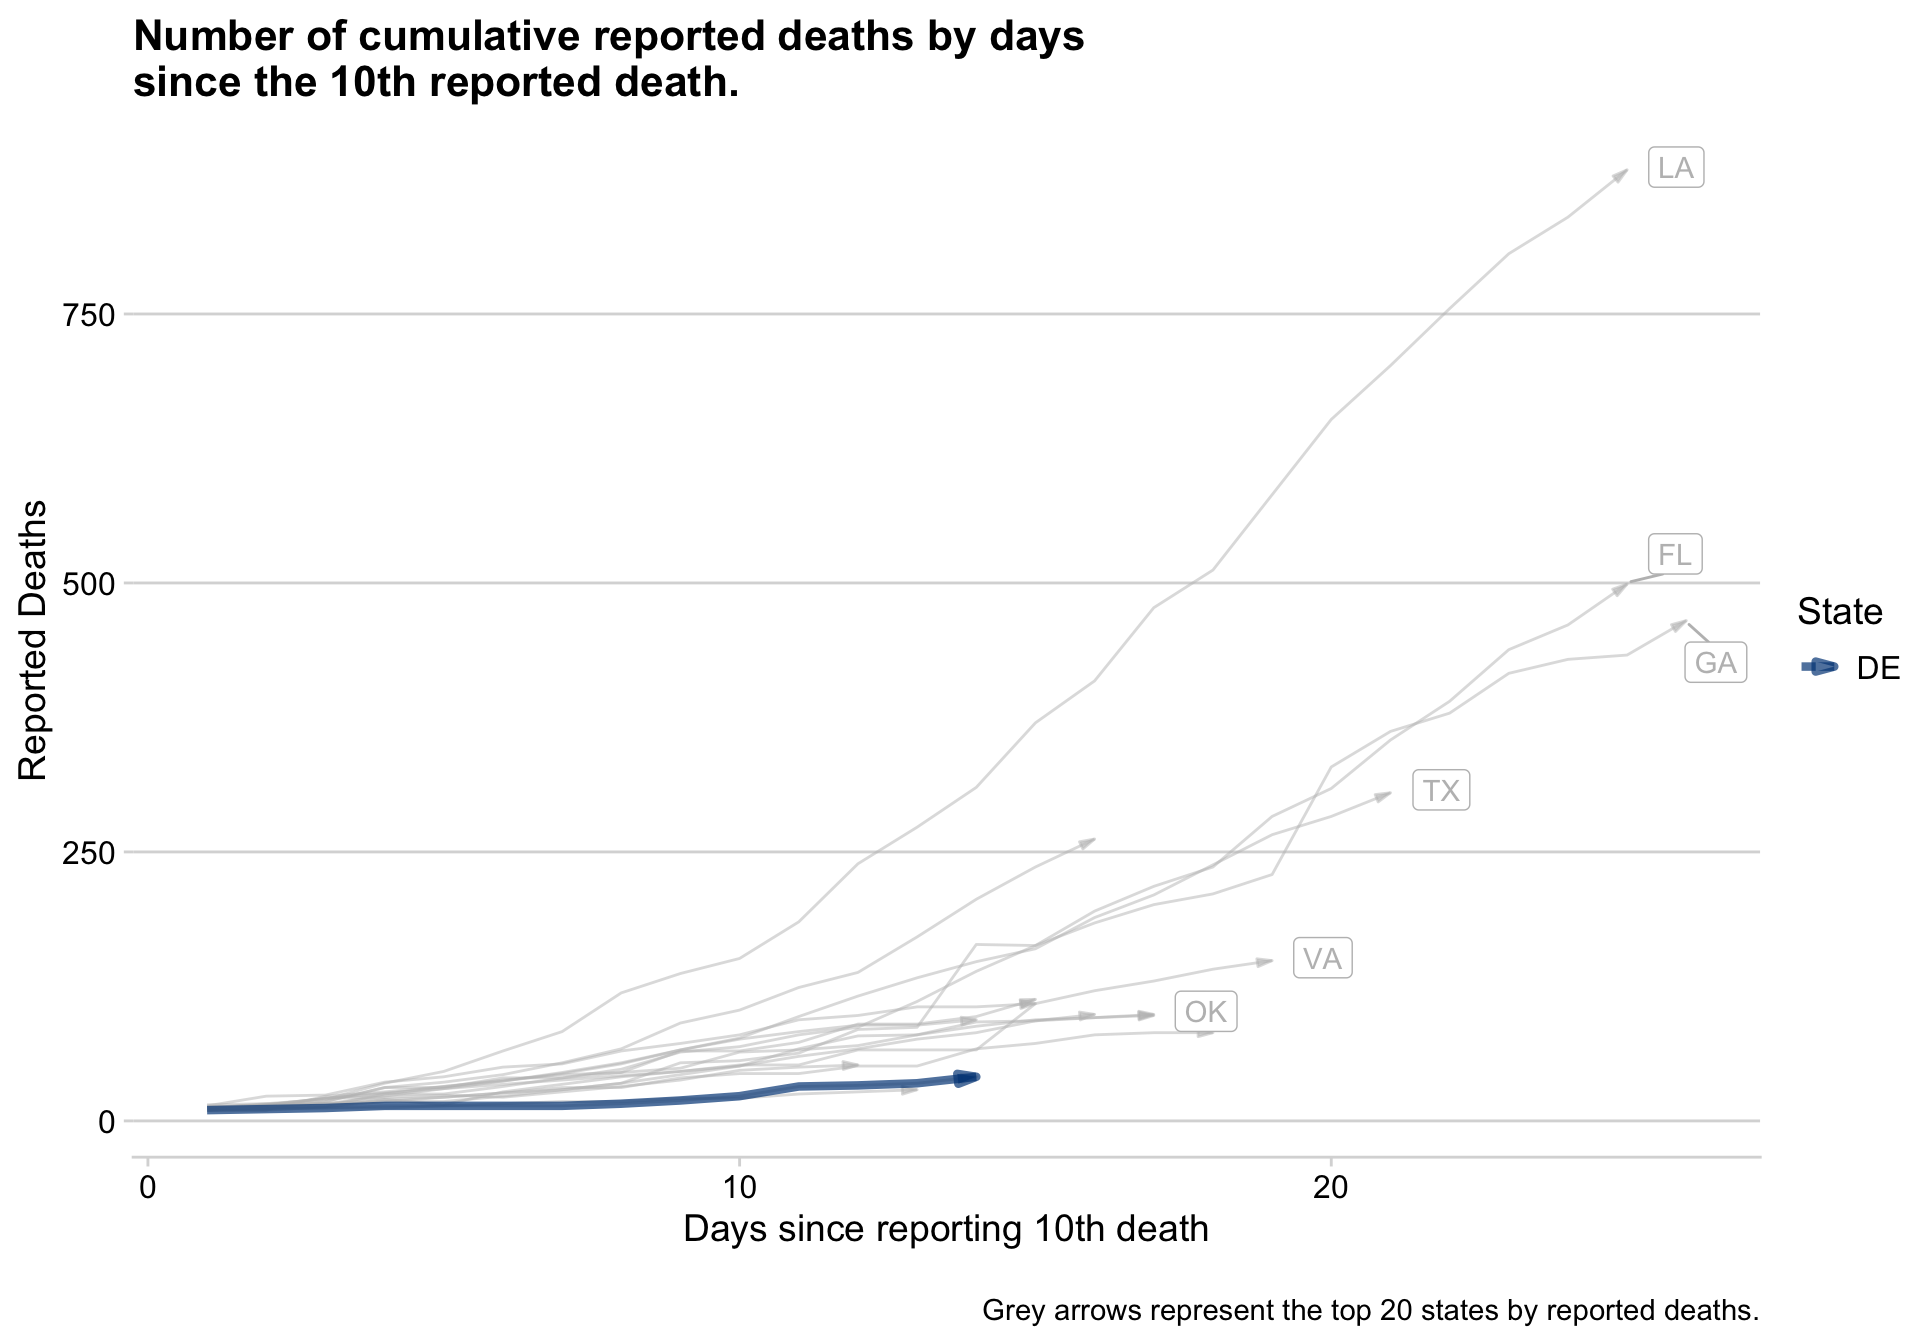 Number of cumulative reported deaths by days
since the 10th reported death.
LA
750
FL
500
GA
State
DE
Reported Deaths
TX
250
VA
OK
0
0 10 20
Days since reporting 10th death
Grey arrows represent the top 20 states by reported deaths.